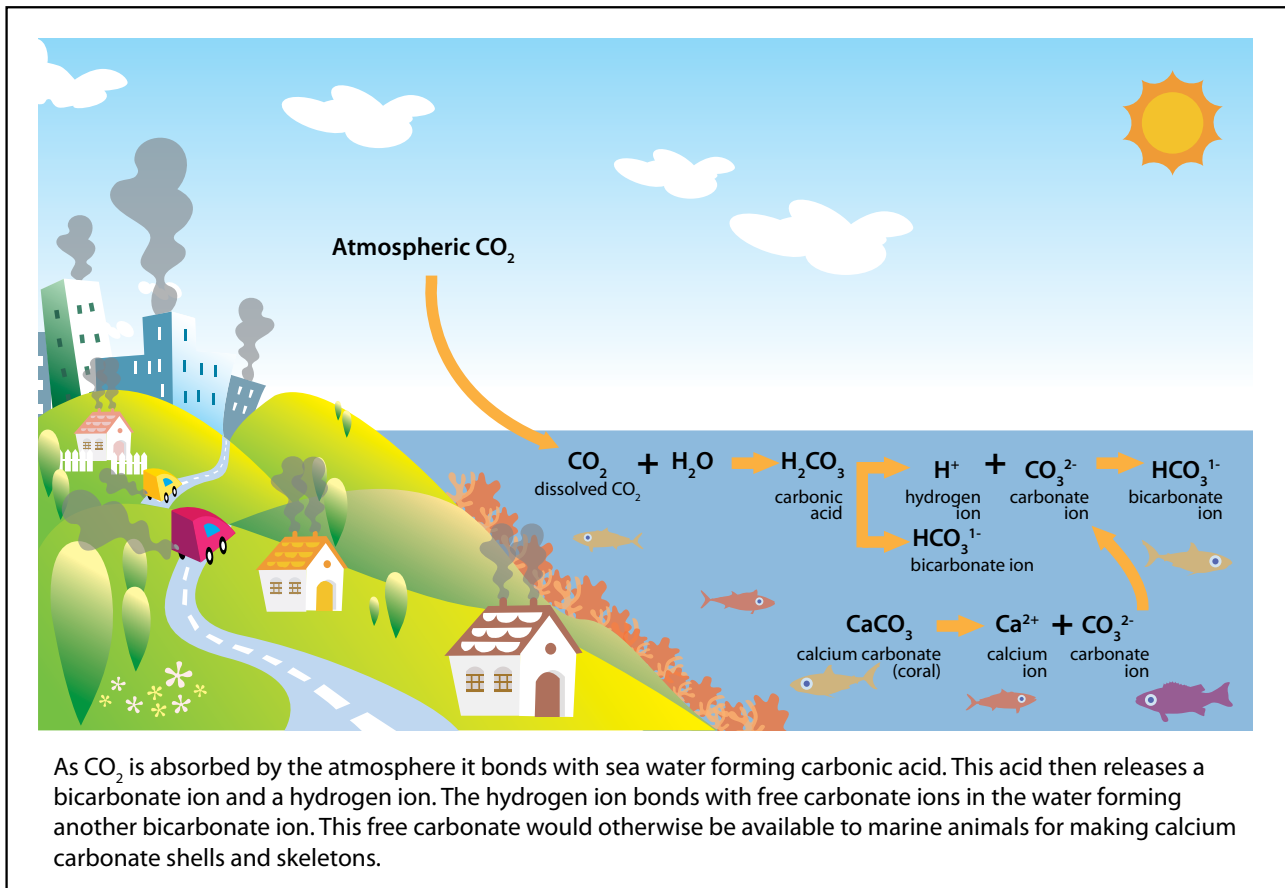 Atmospheric CO₂
CO₂ + H₂O H₂CO₃ H⁺ + CO₃²⁻ HCO₃¹⁻
dissolved CO₂ carbonic acid hydrogen ion carbonate ion bicarbonate ion
HCO₃¹⁻
bicarbonate ion
CaCO₃ Ca²⁺ + CO₃²⁻
calcium carbonate (coral) calcium ion carbonate ion
As CO₂ is absorbed by the atmosphere it bonds with sea water forming carbonic acid. This acid then releases a
bicarbonate ion and a hydrogen ion. The hydrogen ion bonds with free carbonate ions in the water forming
another bicarbonate ion. This free carbonate would otherwise be available to marine animals for making calcium
carbonate shells and skeletons.